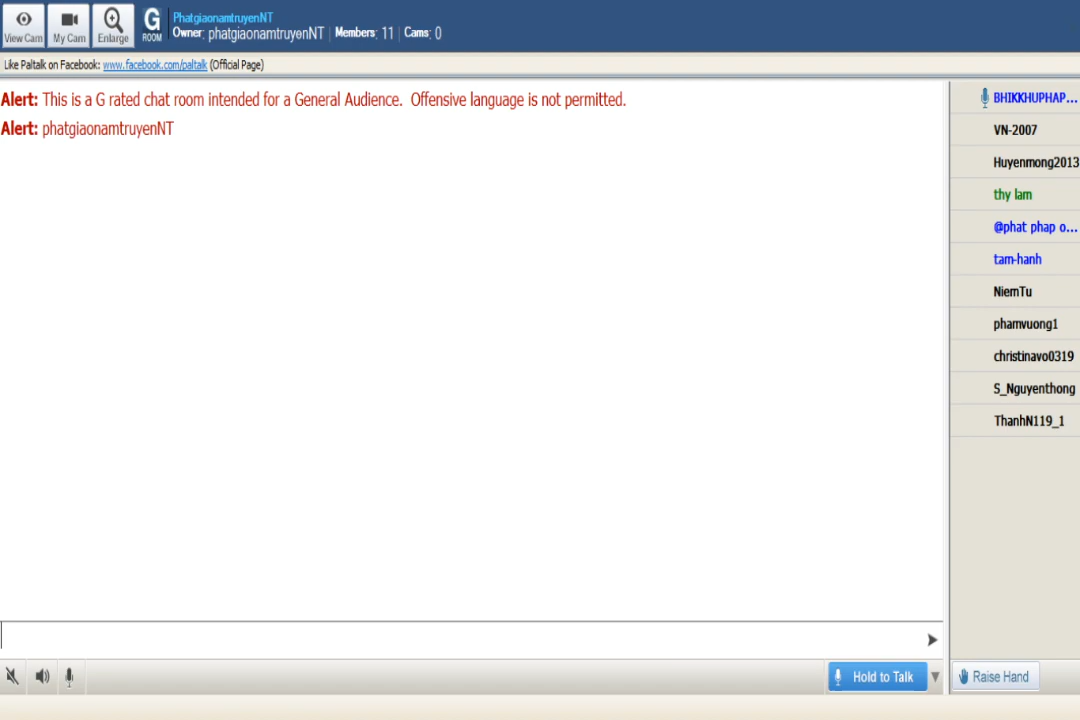 View Cam
My Cam
Enlarge
G
ROOM
PhatgiaonamtruyenNT
Owner: phatgiaonamtruyenNT | Members: 11 | Cams: 0
Like Paltalk on Facebook: www.facebook.com/paltalk (Official Page)
Alert: This is a G rated chat room intended for a General Audience.  Offensive language is not permitted.
Alert: phatgiaonamtruyenNT
BHIKKHUPHAP...
VN-2007
Huyenmong2013
thy lam
@phat phap o...
tam-hanh
NiemTu
phamvuong1
christinavo0319
S_Nguyenthong
ThanhN119_1
Hold to Talk
Raise Hand